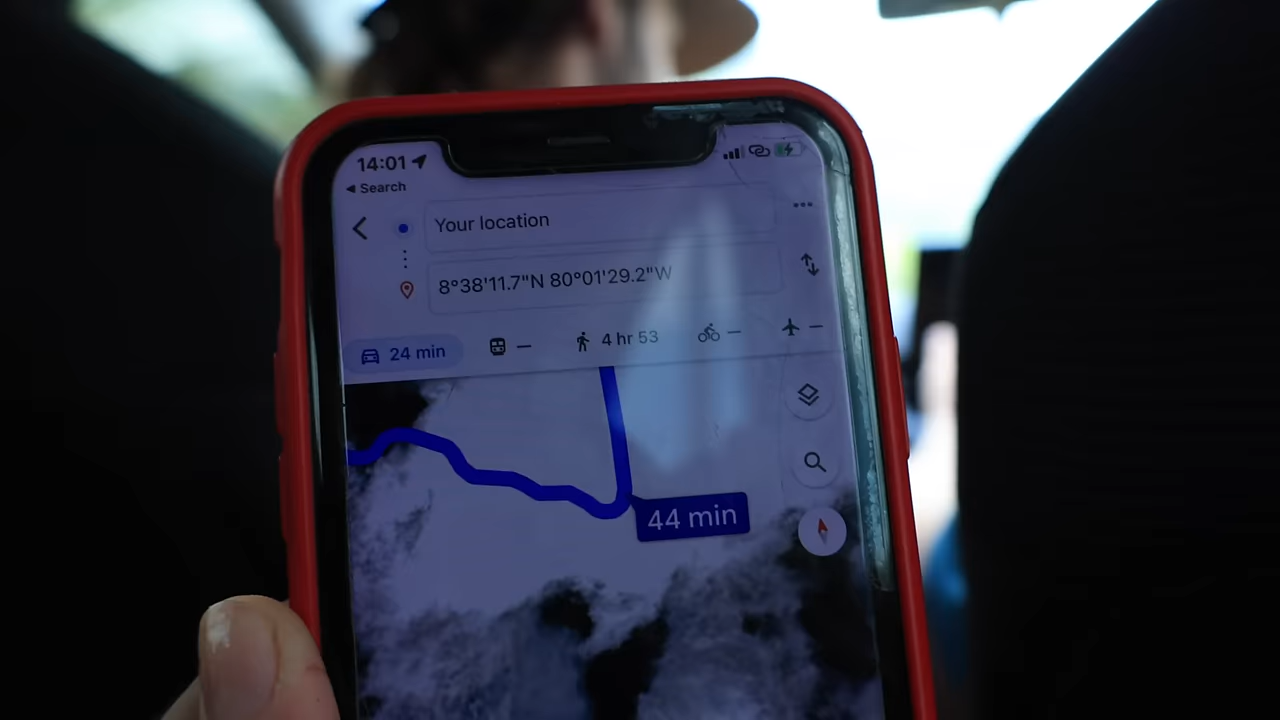 14:01
◀ Search
Your location
8°38'11.7"N 80°01'29.2"W
24 min — 4 hr 53 — —
44 min